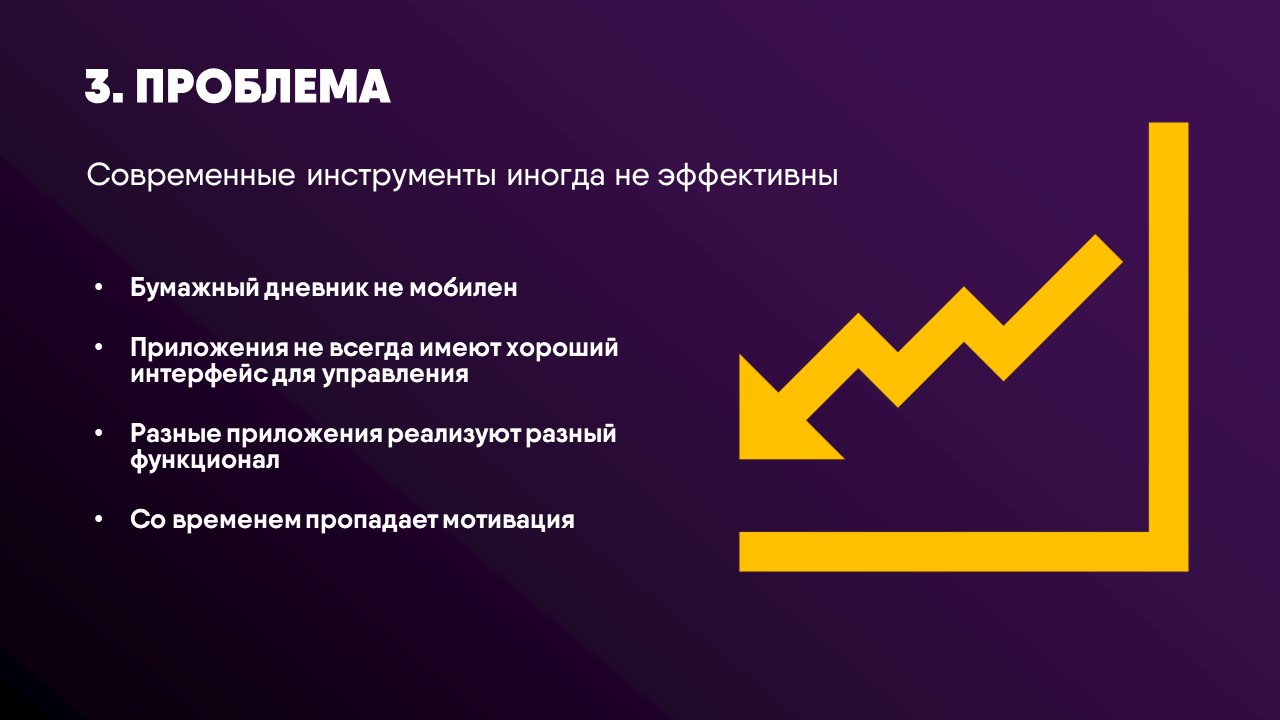 3. ПРОБЛЕМА
Современные инструменты иногда не эффективны
• Бумажный дневник не мобилен
• Приложения не всегда имеют хороший
интерфейс для управления
• Разные приложения реализуют разный
функционал
• Со временем пропадает мотивация